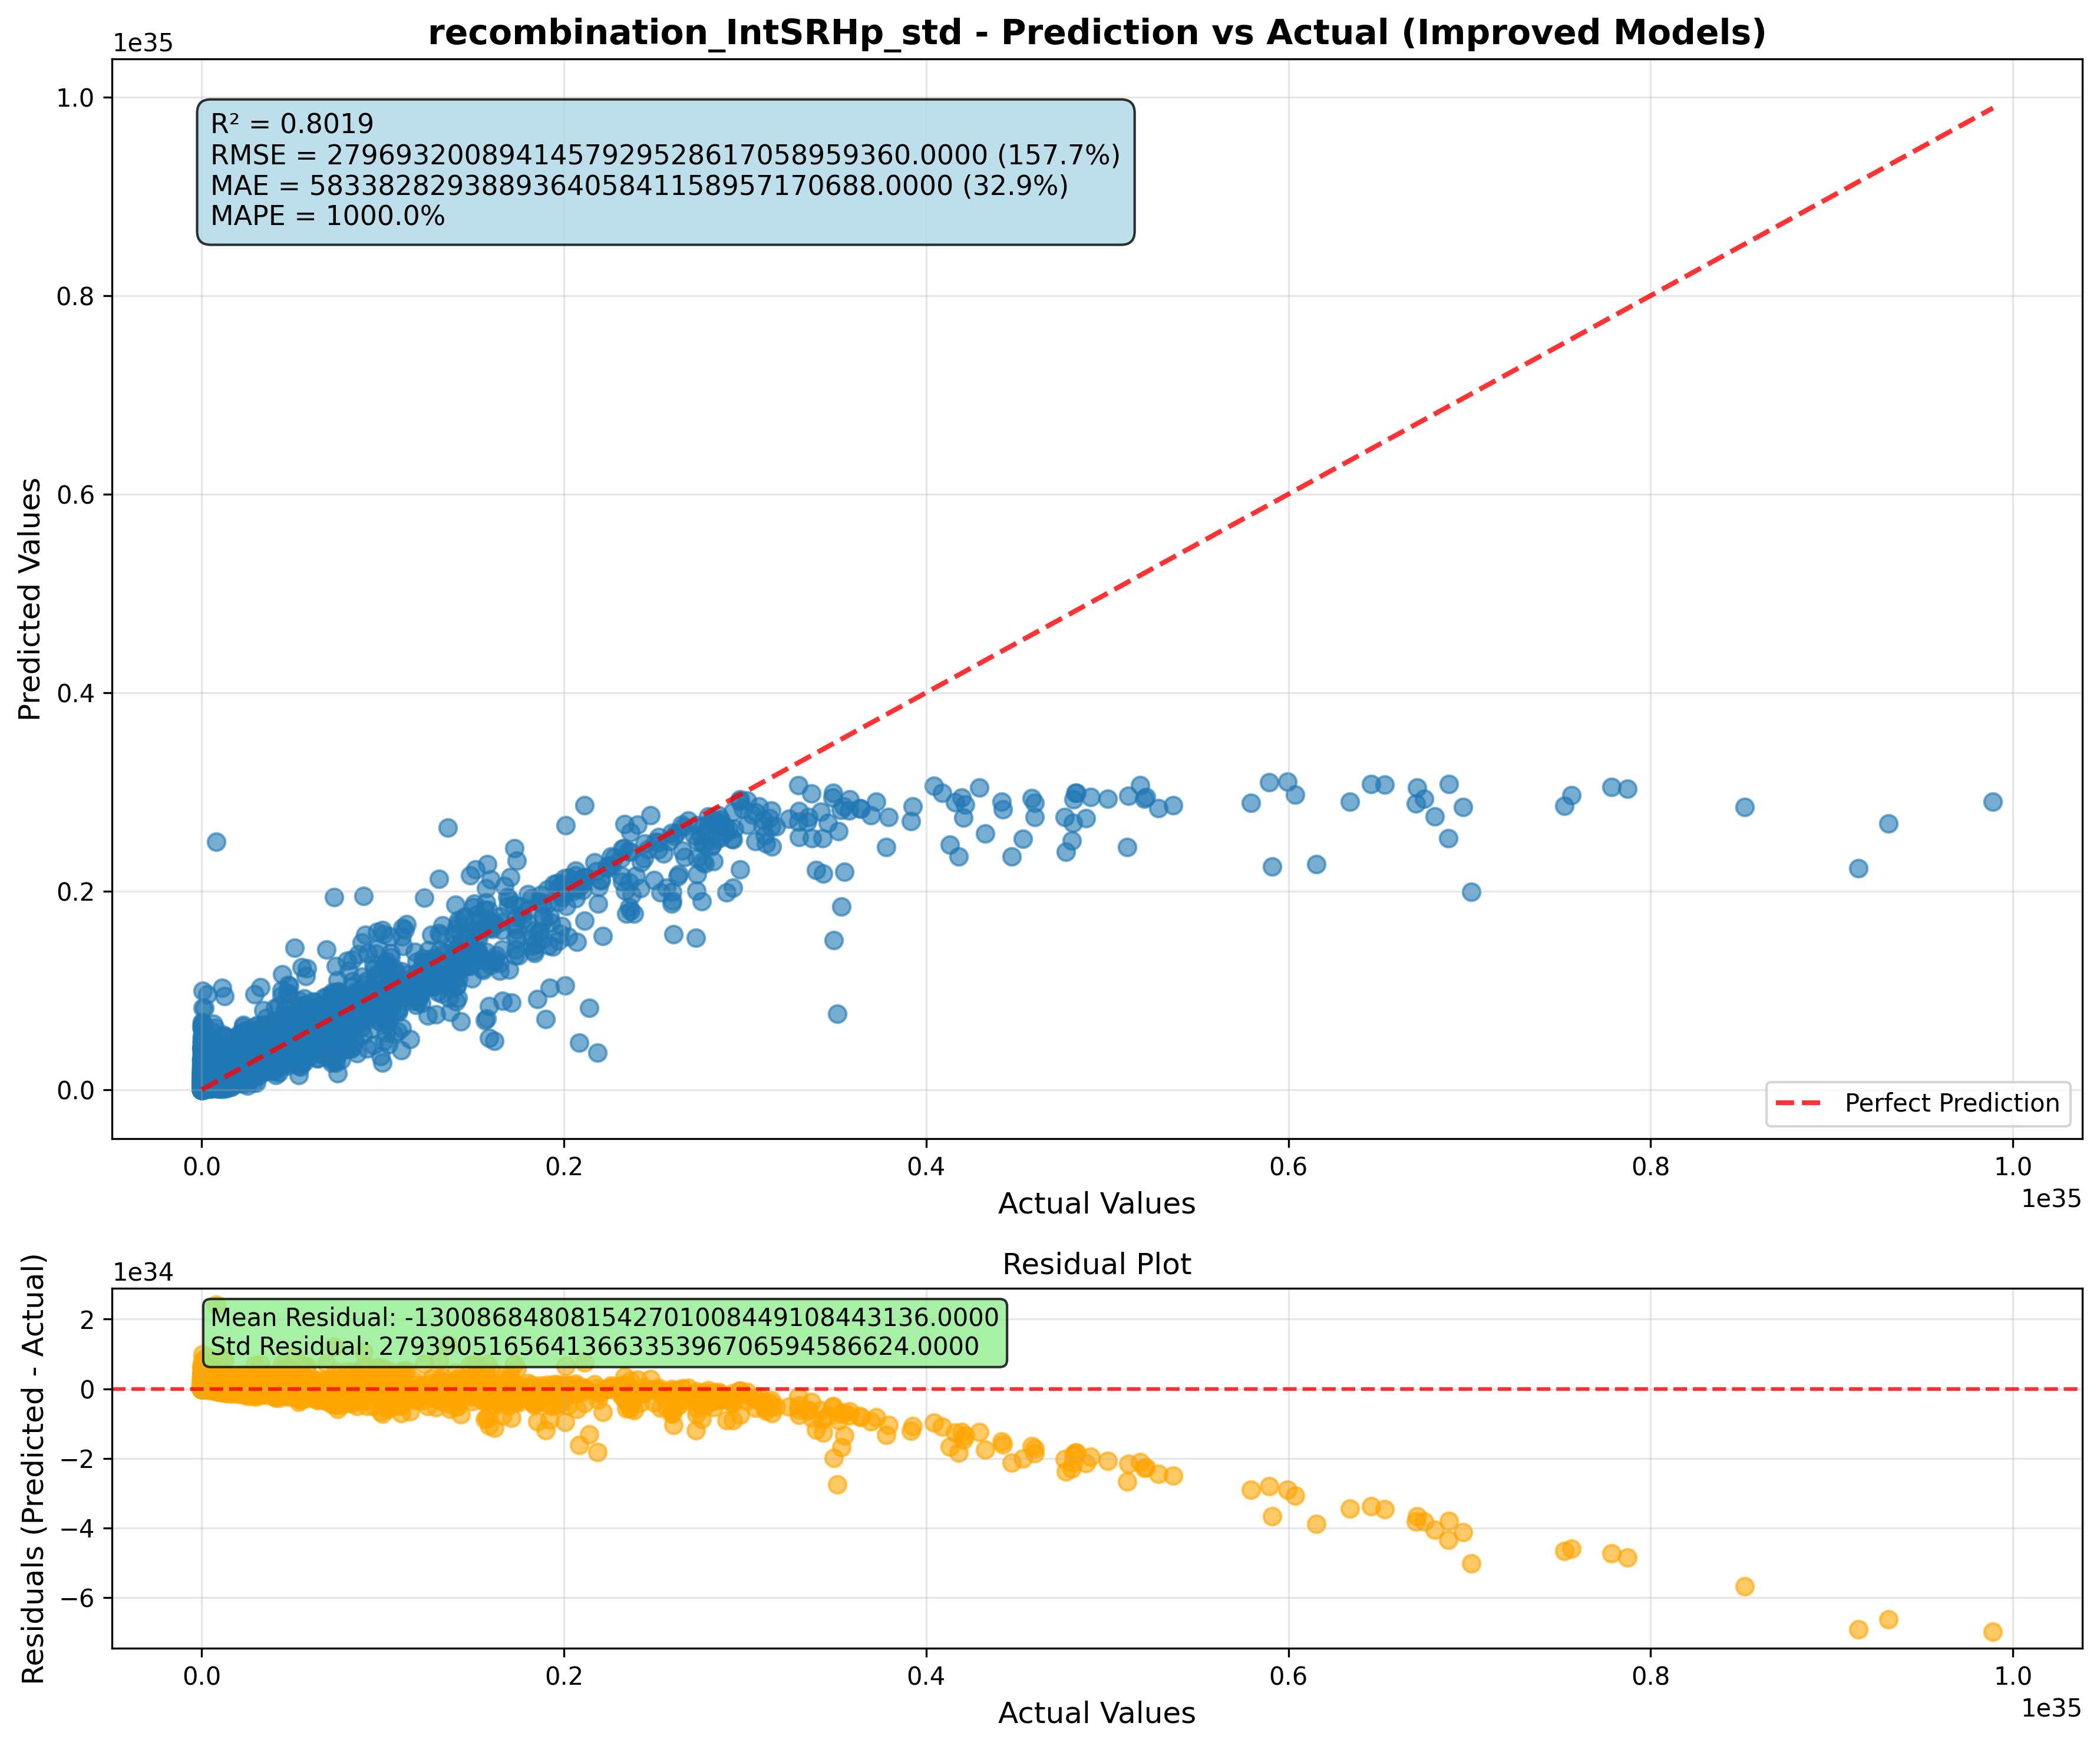 recombination_IntSRHp_std - Prediction vs Actual (Improved Models)
1e35
R² = 0.8019
RMSE = 2796932008941457929528617058959360.0000 (157.7%)
MAE = 583382829388936405841158957170688.0000 (32.9%)
MAPE = 1000.0%
1.0
0.8
0.6
0.4
0.2
0.0
Predicted Values
Perfect Prediction
0.0 0.2 0.4 0.6 0.8 1.0
1e35
Actual Values
Residual Plot
1e34
Mean Residual: -130086848081542701008449108443136.0000
Std Residual: 2793905165641366335396706594586624.0000
2
0
−2
−4
−6
Residuals (Predicted - Actual)
0.0 0.2 0.4 0.6 0.8 1.0
1e35
Actual Values